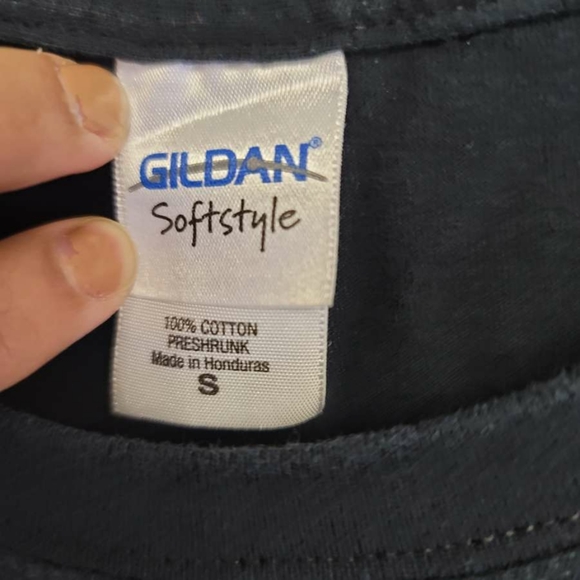 GILDAN®
Softstyle
100% COTTON
PRESHRUNK
Made in Honduras
S